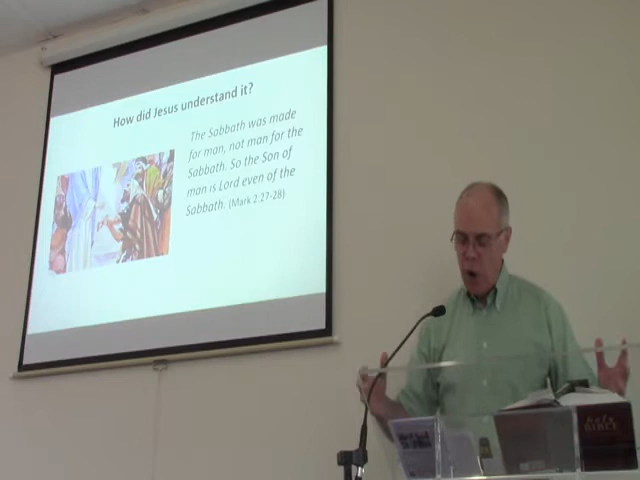 How did Jesus understand it?
The Sabbath was made
for man, not man for the
Sabbath. So the Son of
man is Lord even of the
Sabbath. (Mark 2:27-28)
holy
BIBLE